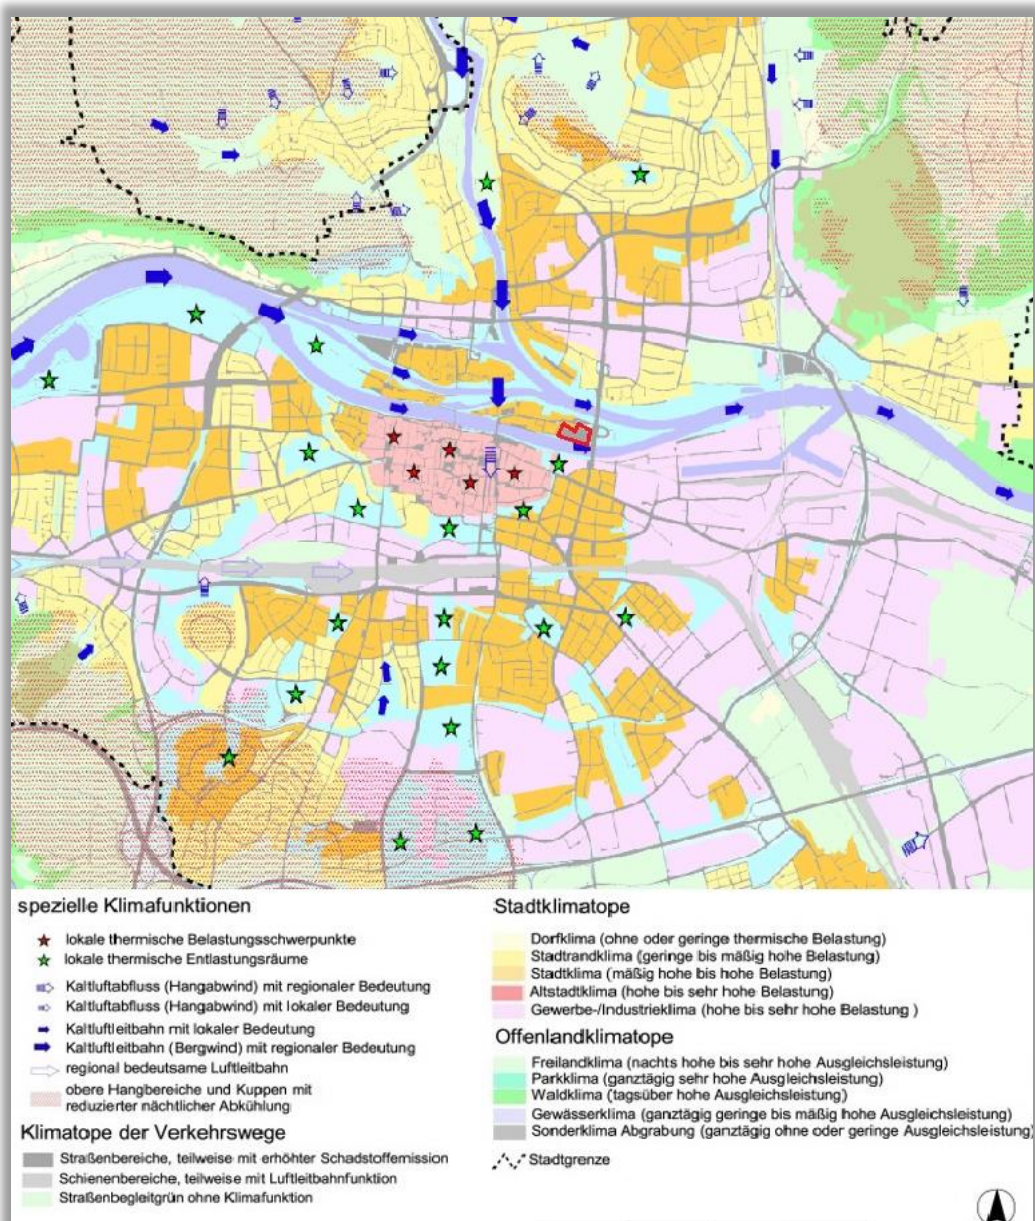 spezielle Klimafunktionen
lokale thermische Belastungsschwerpunkte
lokale thermische Entlastungsräume
Kaltluftabfluss (Hangabwind) mit regionaler Bedeutung
Kaltluftabfluss (Hangabwind) mit lokaler Bedeutung
Kaltluftleitbahn mit lokaler Bedeutung
Kaltluftleitbahn (Bergwind) mit regionaler Bedeutung
regional bedeutsame Luftleitbahn
obere Hangbereiche und Kuppen mit
reduzierter nächtlicher Abkühlung
Klimatope der Verkehrswege
Straßenbereiche, teilweise mit erhöhter Schadstoffemission
Schienenbereiche, teilweise mit Luftleitbahnfunktion
Straßenbegleitgrün ohne Klimafunktion
Stadtklimatope
Dorfklima (ohne oder geringe thermische Belastung)
Stadtrandklima (geringe bis mäßig hohe Belastung)
Stadtklima (mäßig hohe bis hohe Belastung)
Altstadtklima (hohe bis sehr hohe Belastung)
Gewerbe-/Industrieklima (hohe bis sehr hohe Belastung )
Offenlandklimatope
Freilandklima (nachts hohe bis sehr hohe Ausgleichsleistung)
Parkklima (ganztägig sehr hohe Ausgleichsleistung)
Waldklima (tagsüber hohe Ausgleichsleistung)
Gewässerklima (ganztägig geringe bis mäßig hohe Ausgleichsleistung)
Sonderklima Abgrabung (ganztägig ohne oder geringe Ausgleichsleistung)
Stadtgrenze